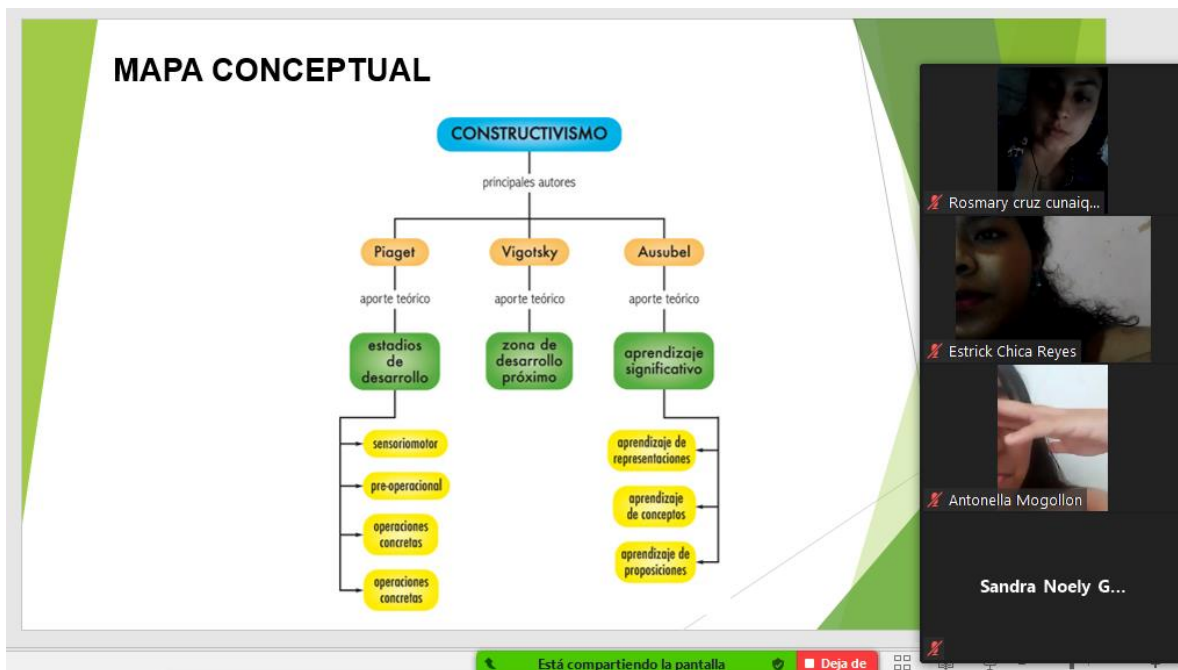 MAPA CONCEPTUAL
CONSTRUCTIVISMO
principales autores
Piaget
Vigotsky
Ausubel
aporte teórico
aporte teórico
aporte teórico
estadios
de
desarrollo
zona de
desarrollo
próximo
aprendizaje
significativo
sensoriomotor
pre-operacional
operaciones
concretas
operaciones
concretas
aprendizaje de
representaciones
aprendizaje
de conceptos
aprendizaje de
proposiciones
Rosmary cruz cunaiq...
Estrick Chica Reyes
Antonella Mogollon
Sandra Noely G...
Está compartiendo la pantalla
Deja de